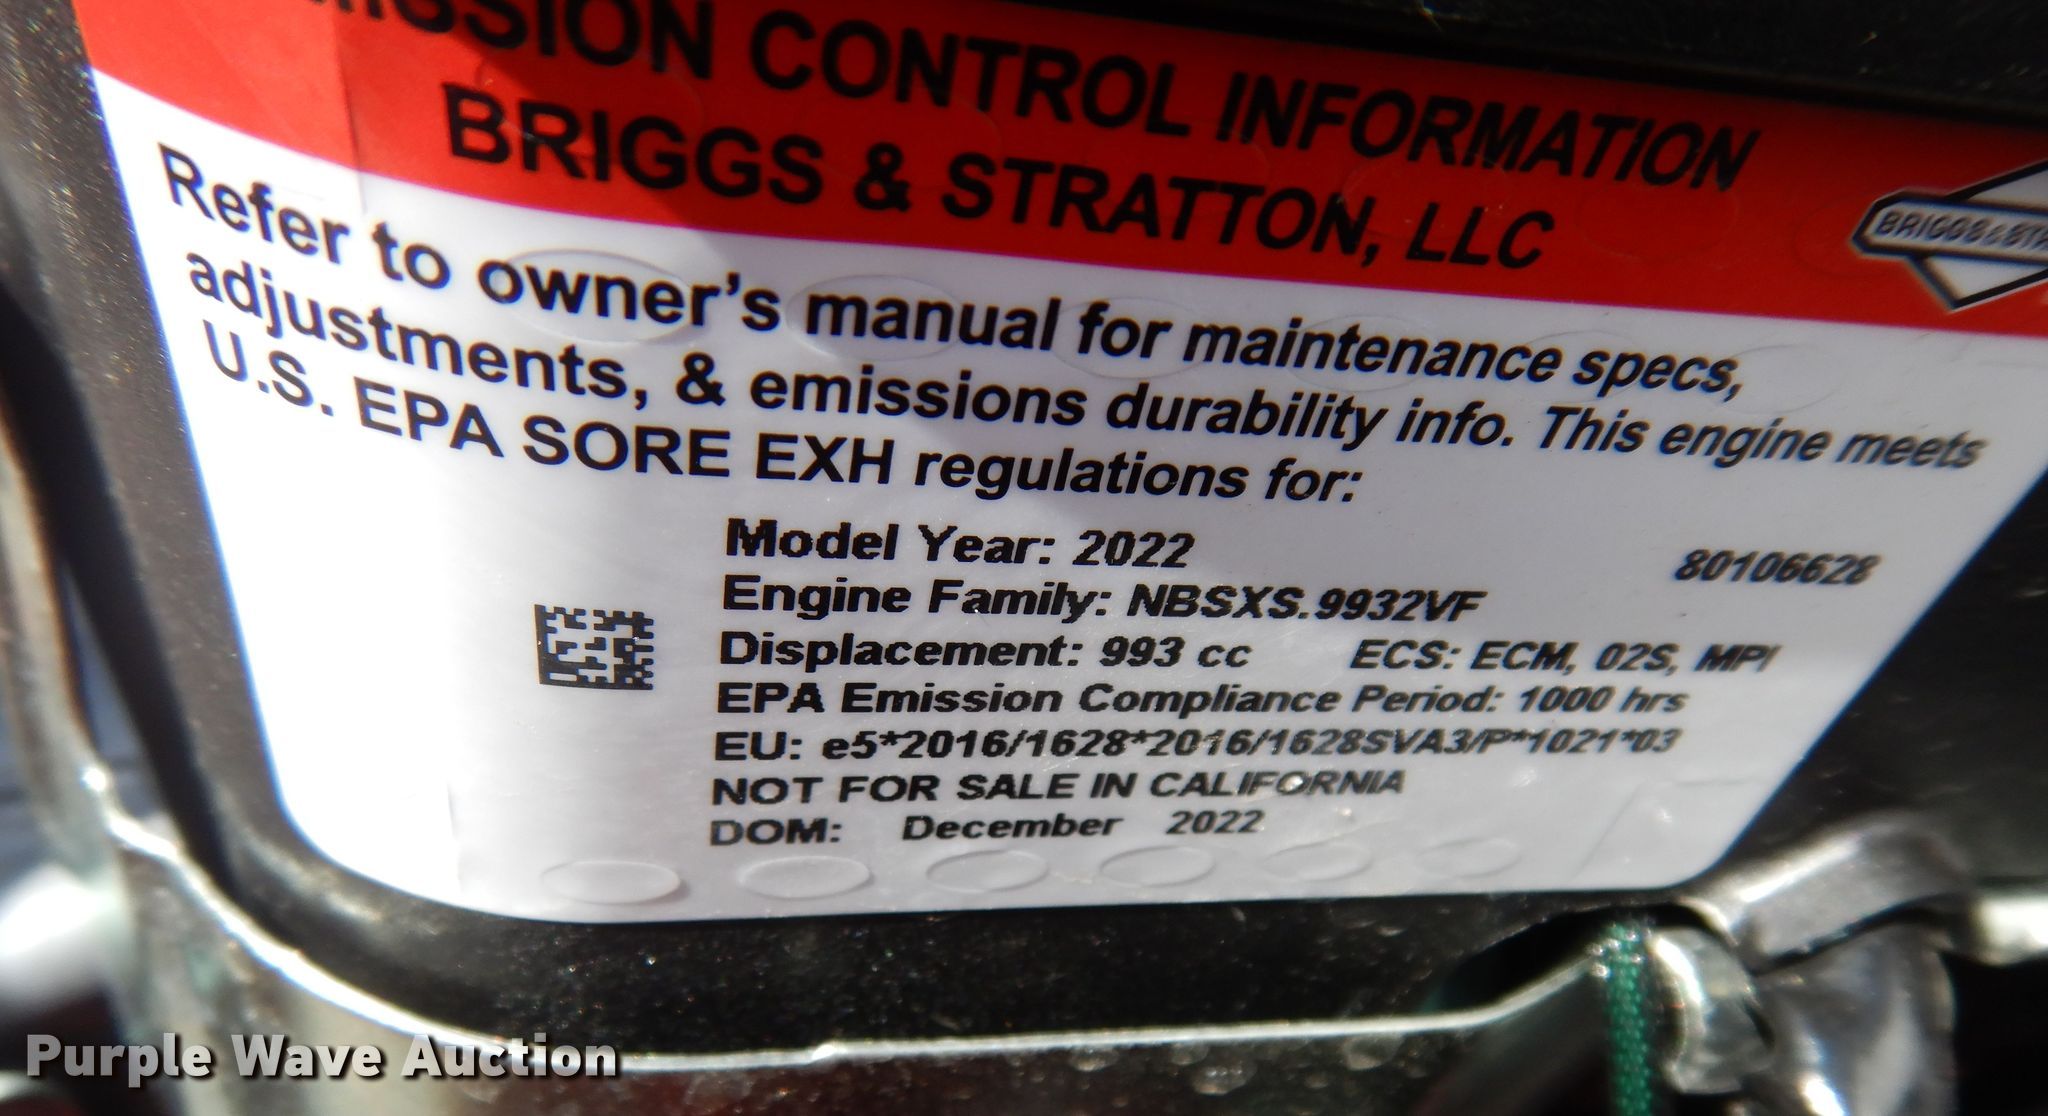 MISSION CONTROL INFORMATION
BRIGGS & STRATTON, LLC
BRIGGS & STRA
Refer to owner's manual for maintenance specs,
adjustments, & emissions durability info. This engine meets
U.S. EPA SORE EXH regulations for:
Model Year: 2022
80106628
Engine Family: NBSXS.9932VF
Displacement: 993 cc ECS: ECM, 02S, MPI
EPA Emission Compliance Period: 1000 hrs
EU: e5*2016/1628*2016/1628SVA3/P*1021*03
NOT FOR SALE IN CALIFORNIA
DOM: December 2022
Purple Wave Auction